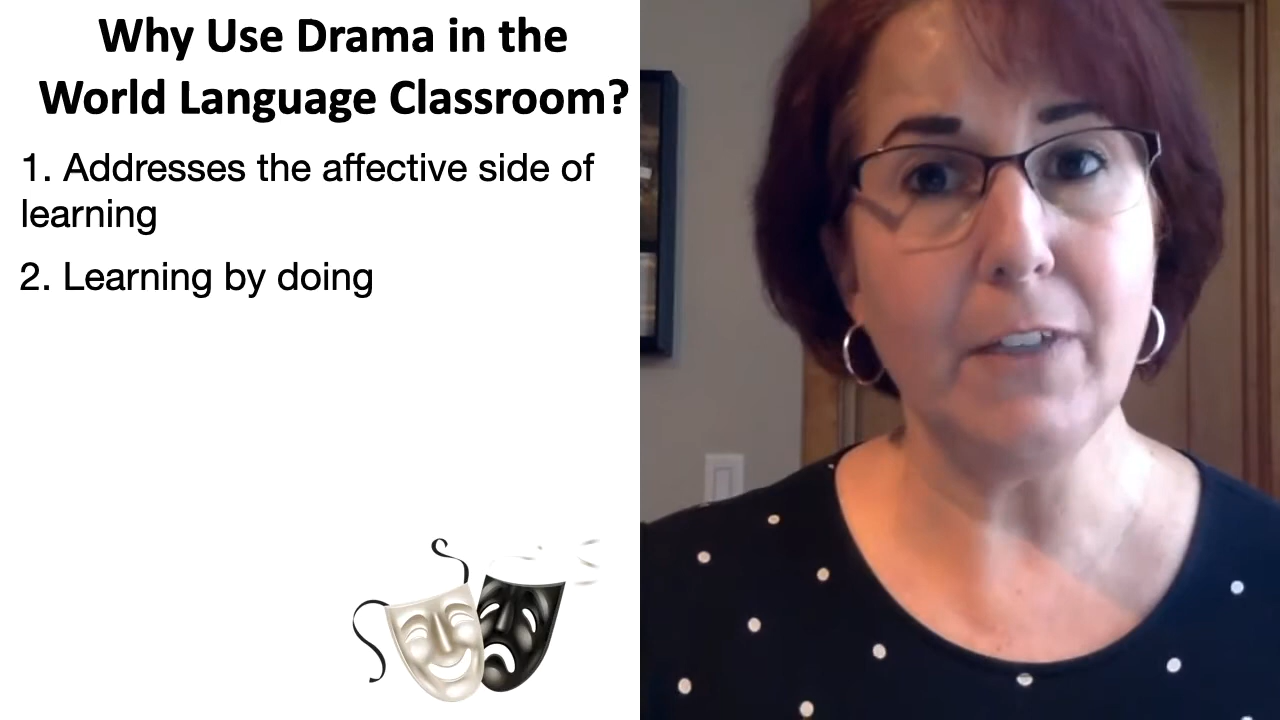 Why Use Drama in the
World Language Classroom?
1. Addresses the affective side of
learning
2. Learning by doing